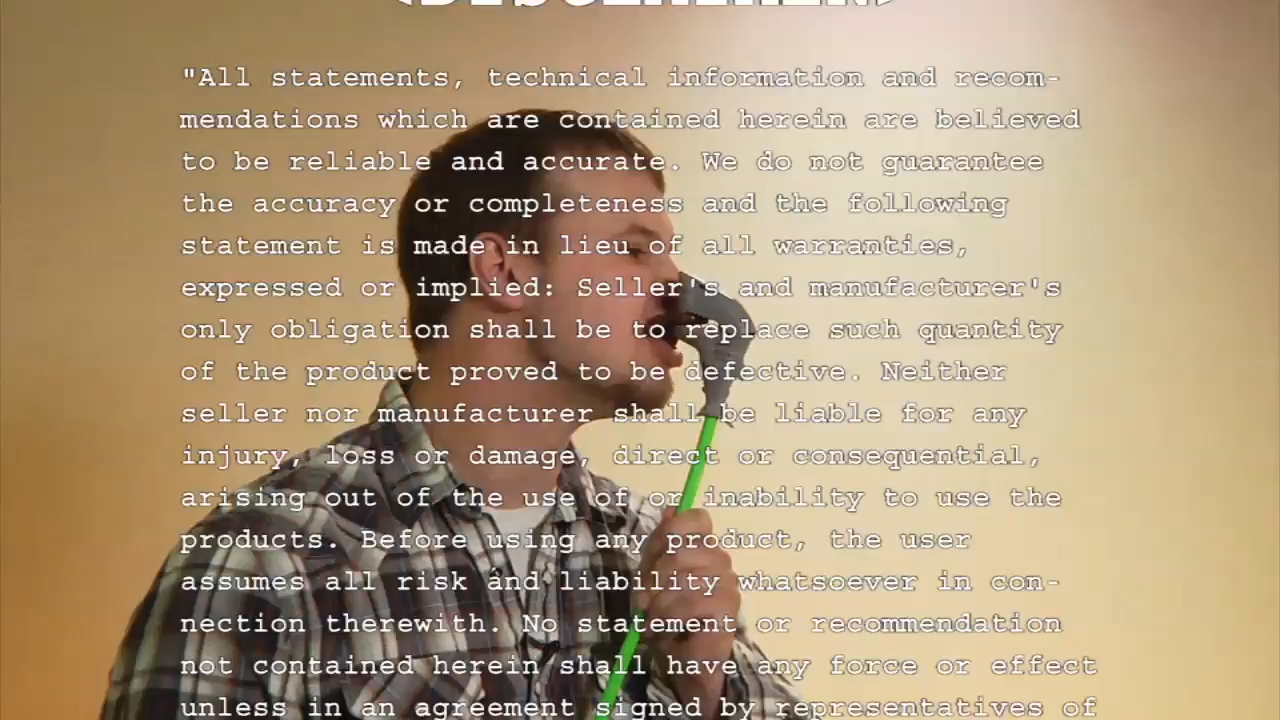 "All statements, technical information and recom-
mendations which are contained herein are believed
to be reliable and accurate. We do not guarantee
the accuracy or completeness and the following
statement is made in lieu of all warranties,
expressed or implied: Seller's and manufacturer's
only obligation shall be to replace such quantity
of the product proved to be defective. Neither
seller nor manufacturer shall be liable for any
injury, loss or damage, direct or consequential,
arising out of the use of or inability to use the
products. Before using any product, the user
assumes all risk ánd liability whatsoever in con-
nection therewith. No statement or recommendation
not contained herein shall have any force or effect
unless in an agreement signed by representatives of